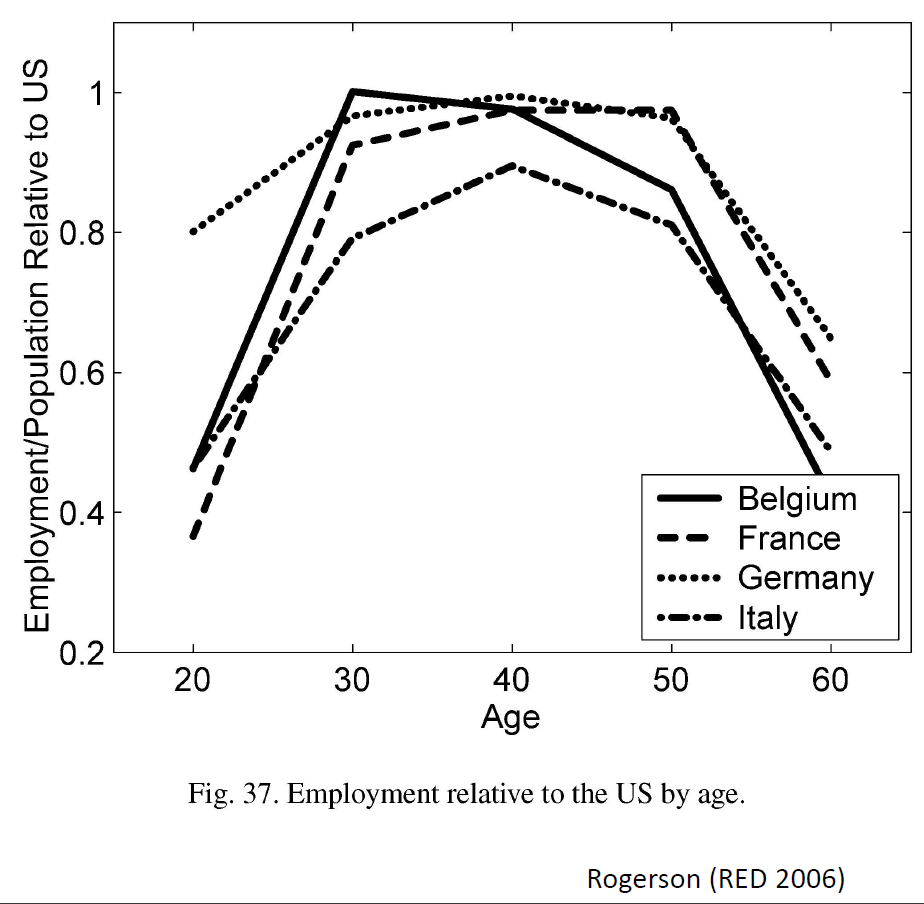 Employment/Population Relative to US
1
0.8
0.6
0.4
0.2
20 30 40 50 60
Age
Belgium
France
Germany
Italy
Fig. 37. Employment relative to the US by age.
Rogerson (RED 2006)